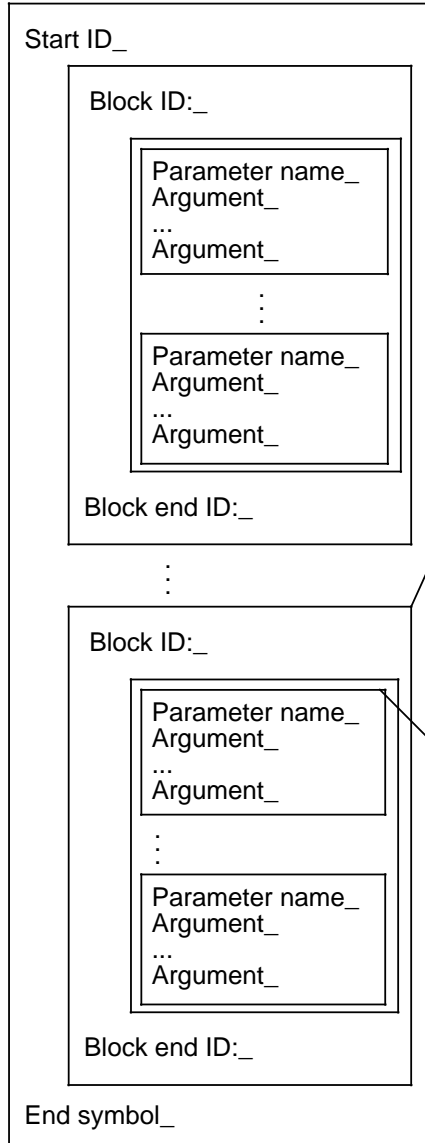 Start ID_
Block ID:_
Parameter name_
Argument_
...
Argument_
Parameter name_
Argument_
...
Argument_
Block end ID:_
Block ID:_
Parameter name_
Argument_
...
Argument_
Parameter name_
Argument_
...
Argument_
Block end ID:_
End symbol_